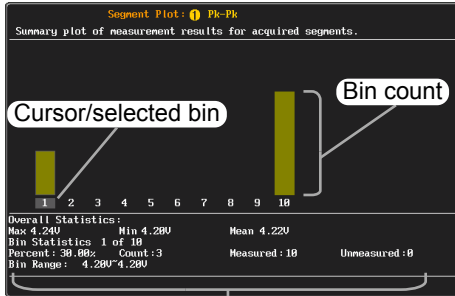 Segment Plot: 1 Pk-Pk
Summary plot of measurement results for acquired segments.
Bin count
Cursor/selected bin
1 2 3 4 5 6 7 8 9 10
Overall Statistics:
Max 4.24V Min 4.20V Mean 4.22V
Bin Statistics 1 of 10
Percent: 30.00% Count:3 Measured:10 Unmeasured:0
Bin Range: 4.20V~4.20V